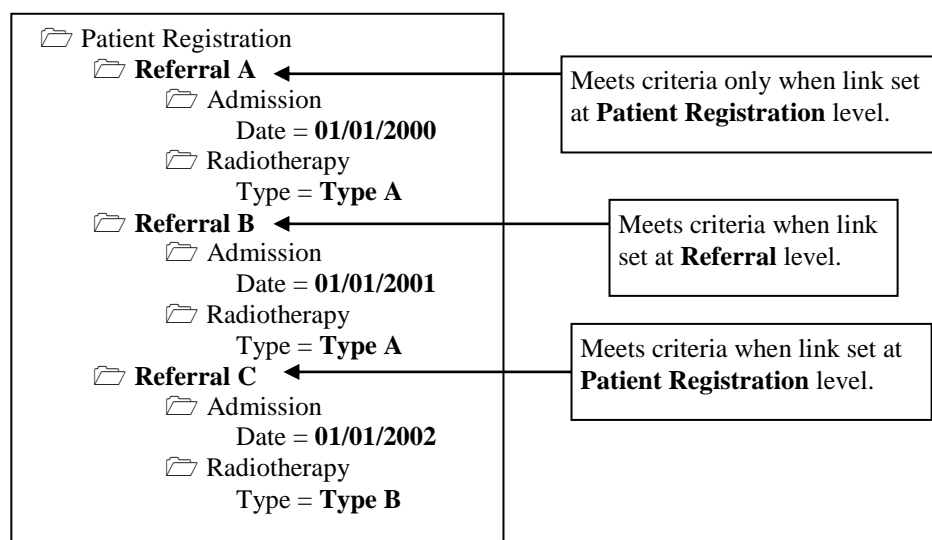 Patient Registration
Referral A
Admission
Date = 01/01/2000
Radiotherapy
Type = Type A
Referral B
Admission
Date = 01/01/2001
Radiotherapy
Type = Type A
Referral C
Admission
Date = 01/01/2002
Radiotherapy
Type = Type B
Meets criteria only when link set
at Patient Registration level.
Meets criteria when link
set at Referral level.
Meets criteria when link set at
Patient Registration level.